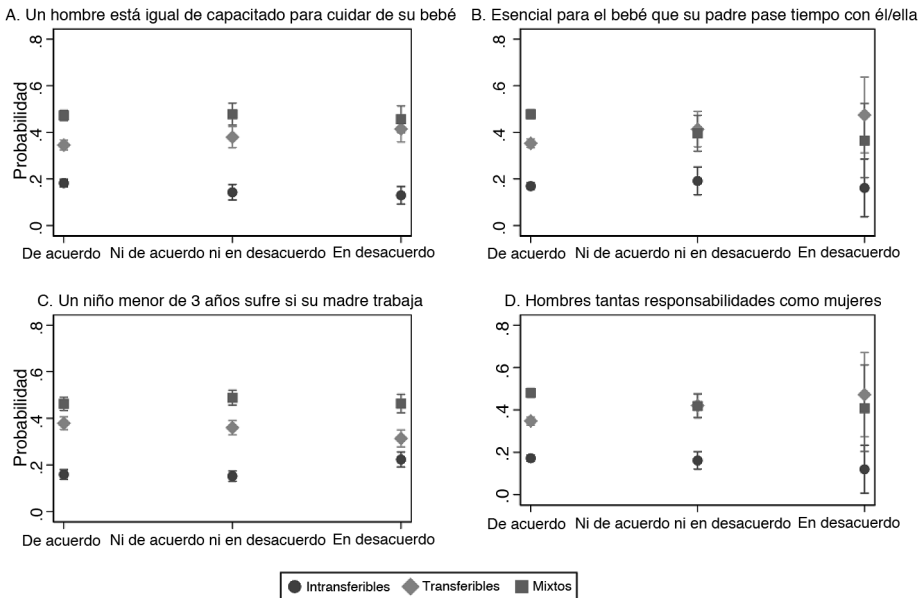 A. Un hombre está igual de capacitado para cuidar de su bebé
B. Esencial para el bebé que su padre pase tiempo con él/ella
Probabilidad
.8
.6
.4
.2
.0
De acuerdo Ni de acuerdo ni en desacuerdo En desacuerdo
.8
.6
.4
.2
.0
De acuerdo Ni de acuerdo ni en desacuerdo En desacuerdo
C. Un niño menor de 3 años sufre si su madre trabaja
D. Hombres tantas responsabilidades como mujeres
Probabilidad
.8
.6
.4
.2
.0
De acuerdo Ni de acuerdo ni en desacuerdo En desacuerdo
.8
.6
.4
.2
.0
De acuerdo Ni de acuerdo ni en desacuerdo En desacuerdo
Intransferibles Transferibles Mixtos